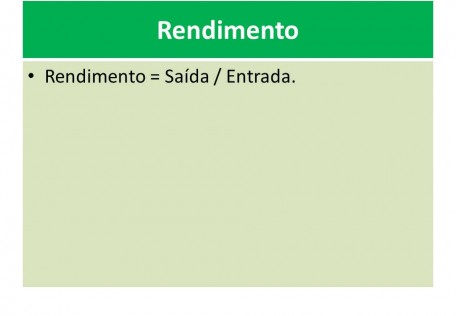 Rendimento
• Rendimento = Saída / Entrada.